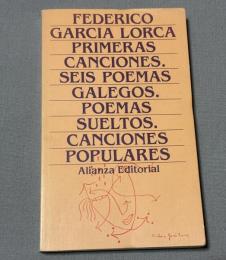 FEDERICO
GARCIA LORCA
PRIMERAS
CANCIONES.
SEIS POEMAS
GALEGOS.
POEMAS
SUELTOS.
CANCIONES
POPULARES
Alianza Editorial